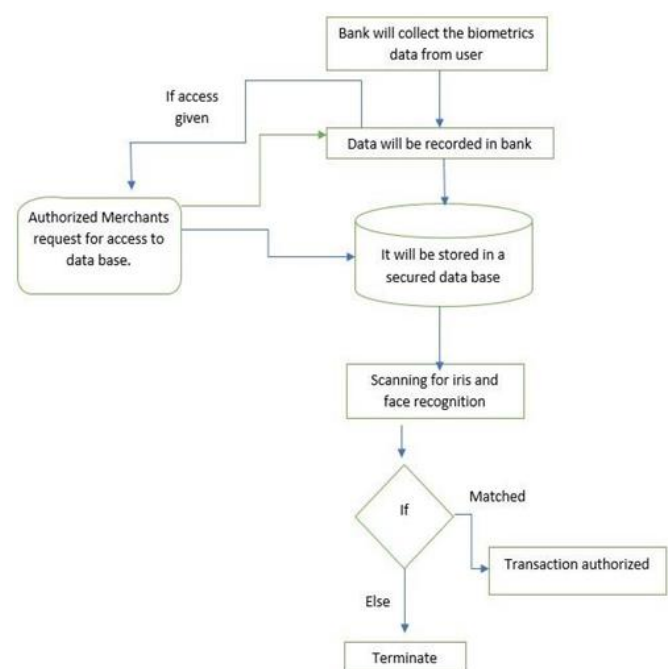 Bank will collect the biometrics
data from user
If access
given
Data will be recorded in bank
Authorized Merchants
request for access to
data base.
It will be stored in a
secured data base
Scanning for iris and
face recognition
If
Matched
Transaction authorized
Else
Terminate